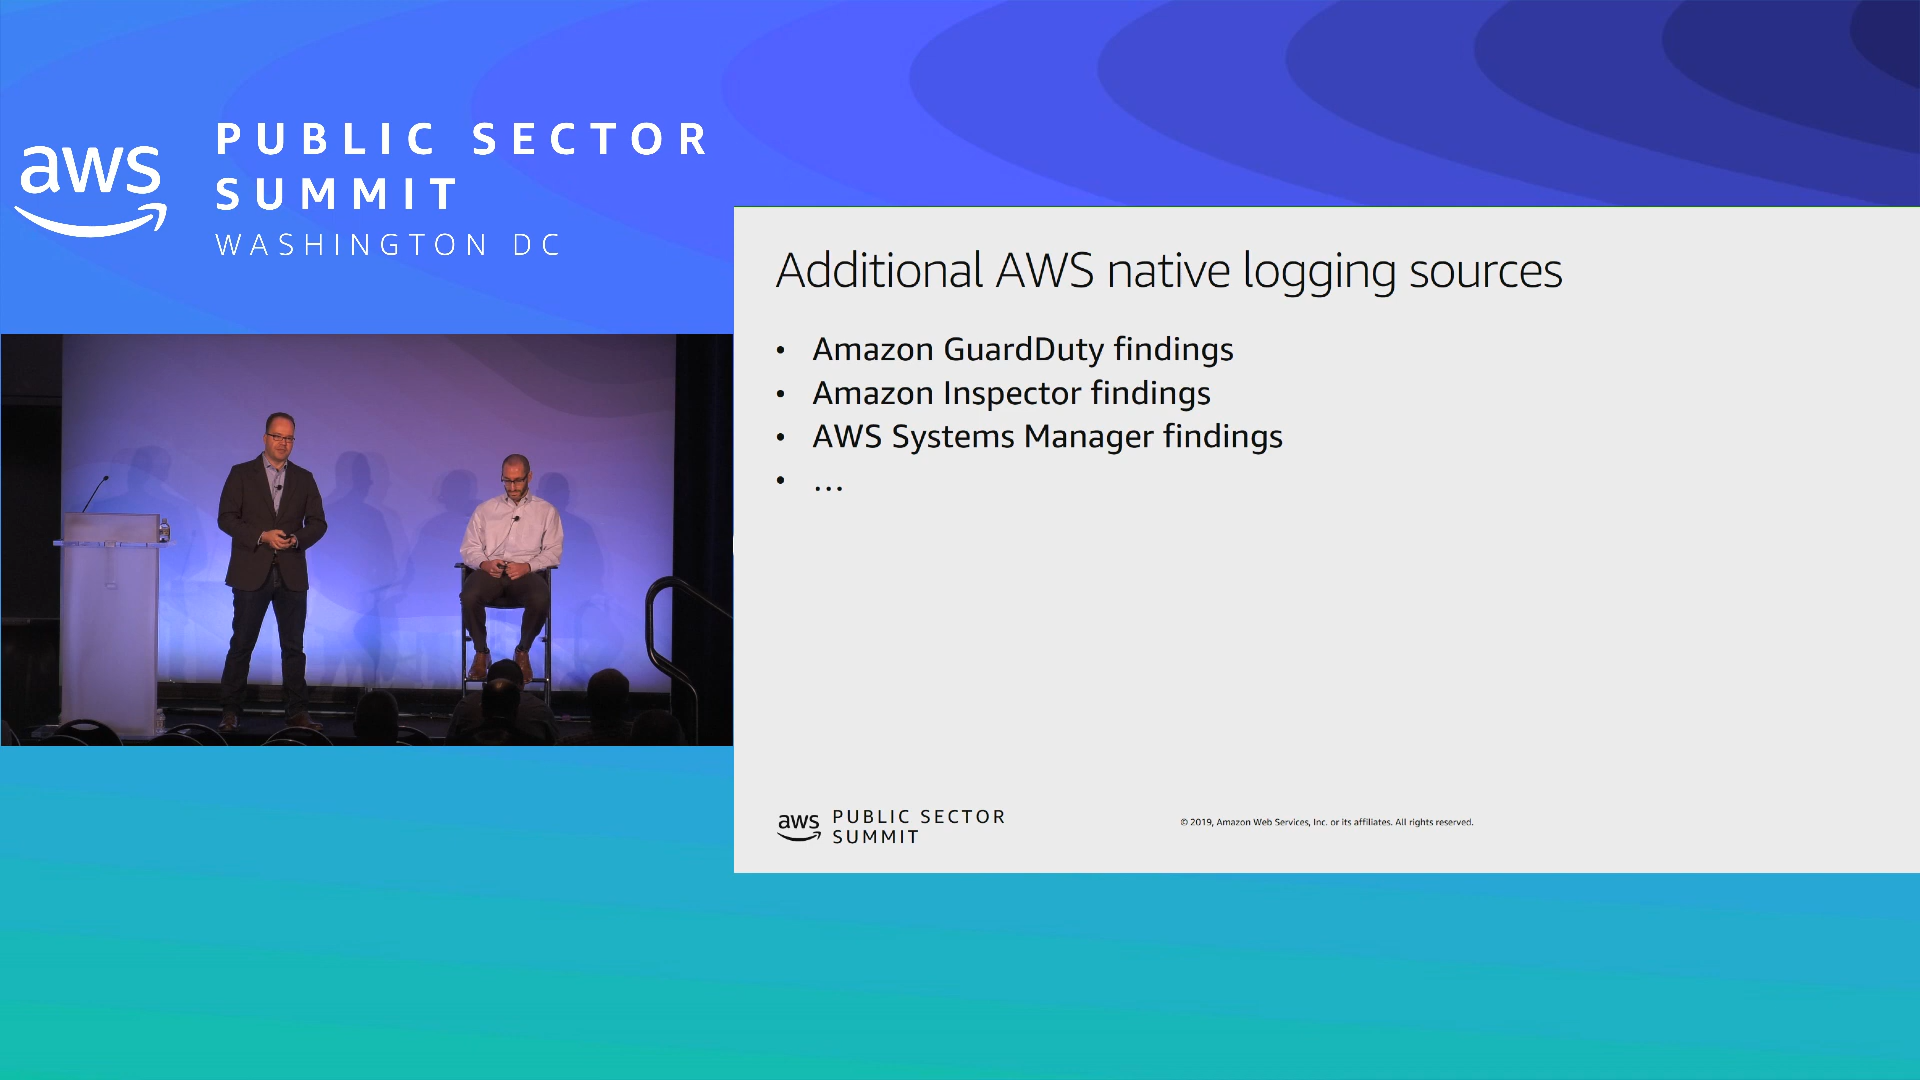 aws
PUBLIC SECTOR
SUMMIT
WASHINGTON DC
Additional AWS native logging sources
• Amazon GuardDuty findings
• Amazon Inspector findings
• AWS Systems Manager findings
• ...
aws
PUBLIC SECTOR
SUMMIT
© 2019, Amazon Web Services, Inc. or its affiliates. All rights reserved.